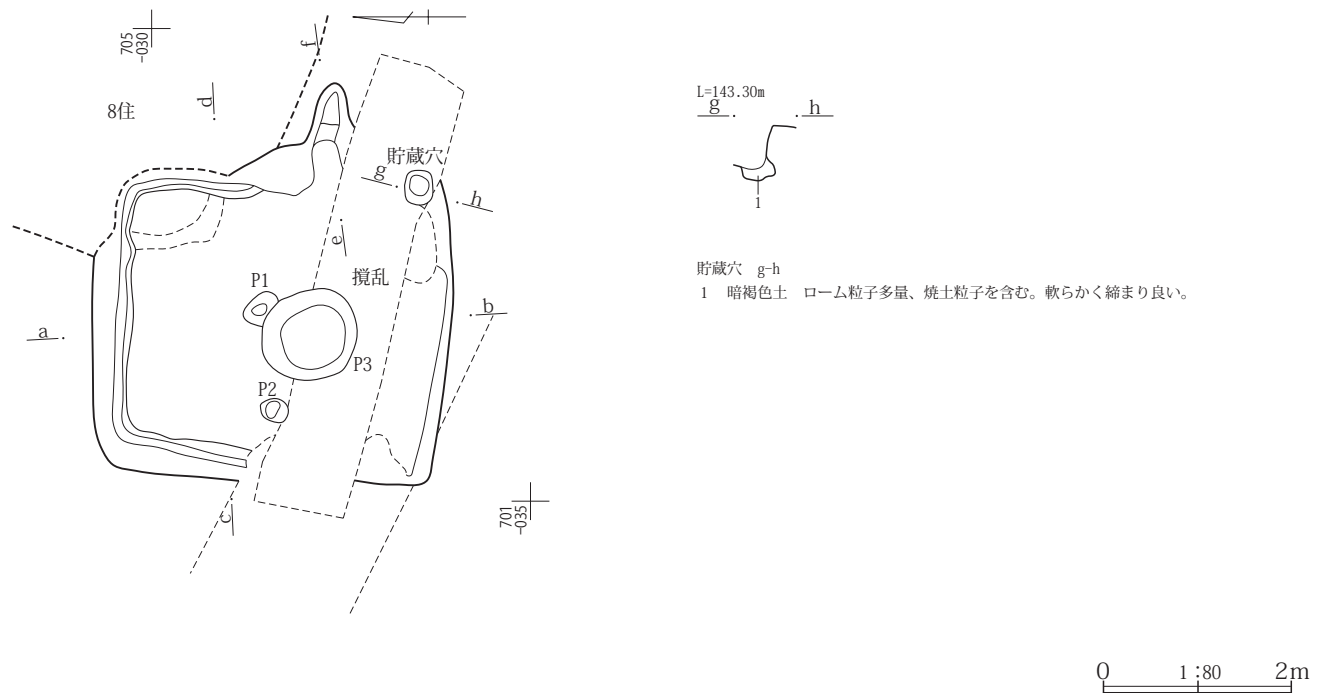 705
-030
f
d
8住
貯蔵穴
g
h
e
P1
撹乱
a
b
P3
P2
c
701
-035
L=143.30m
g
h
1
貯蔵穴　g-h
1　暗褐色土　ローム粒子多量、焼土粒子を含む。軟らかく締まり良い。
0　1:80　2m